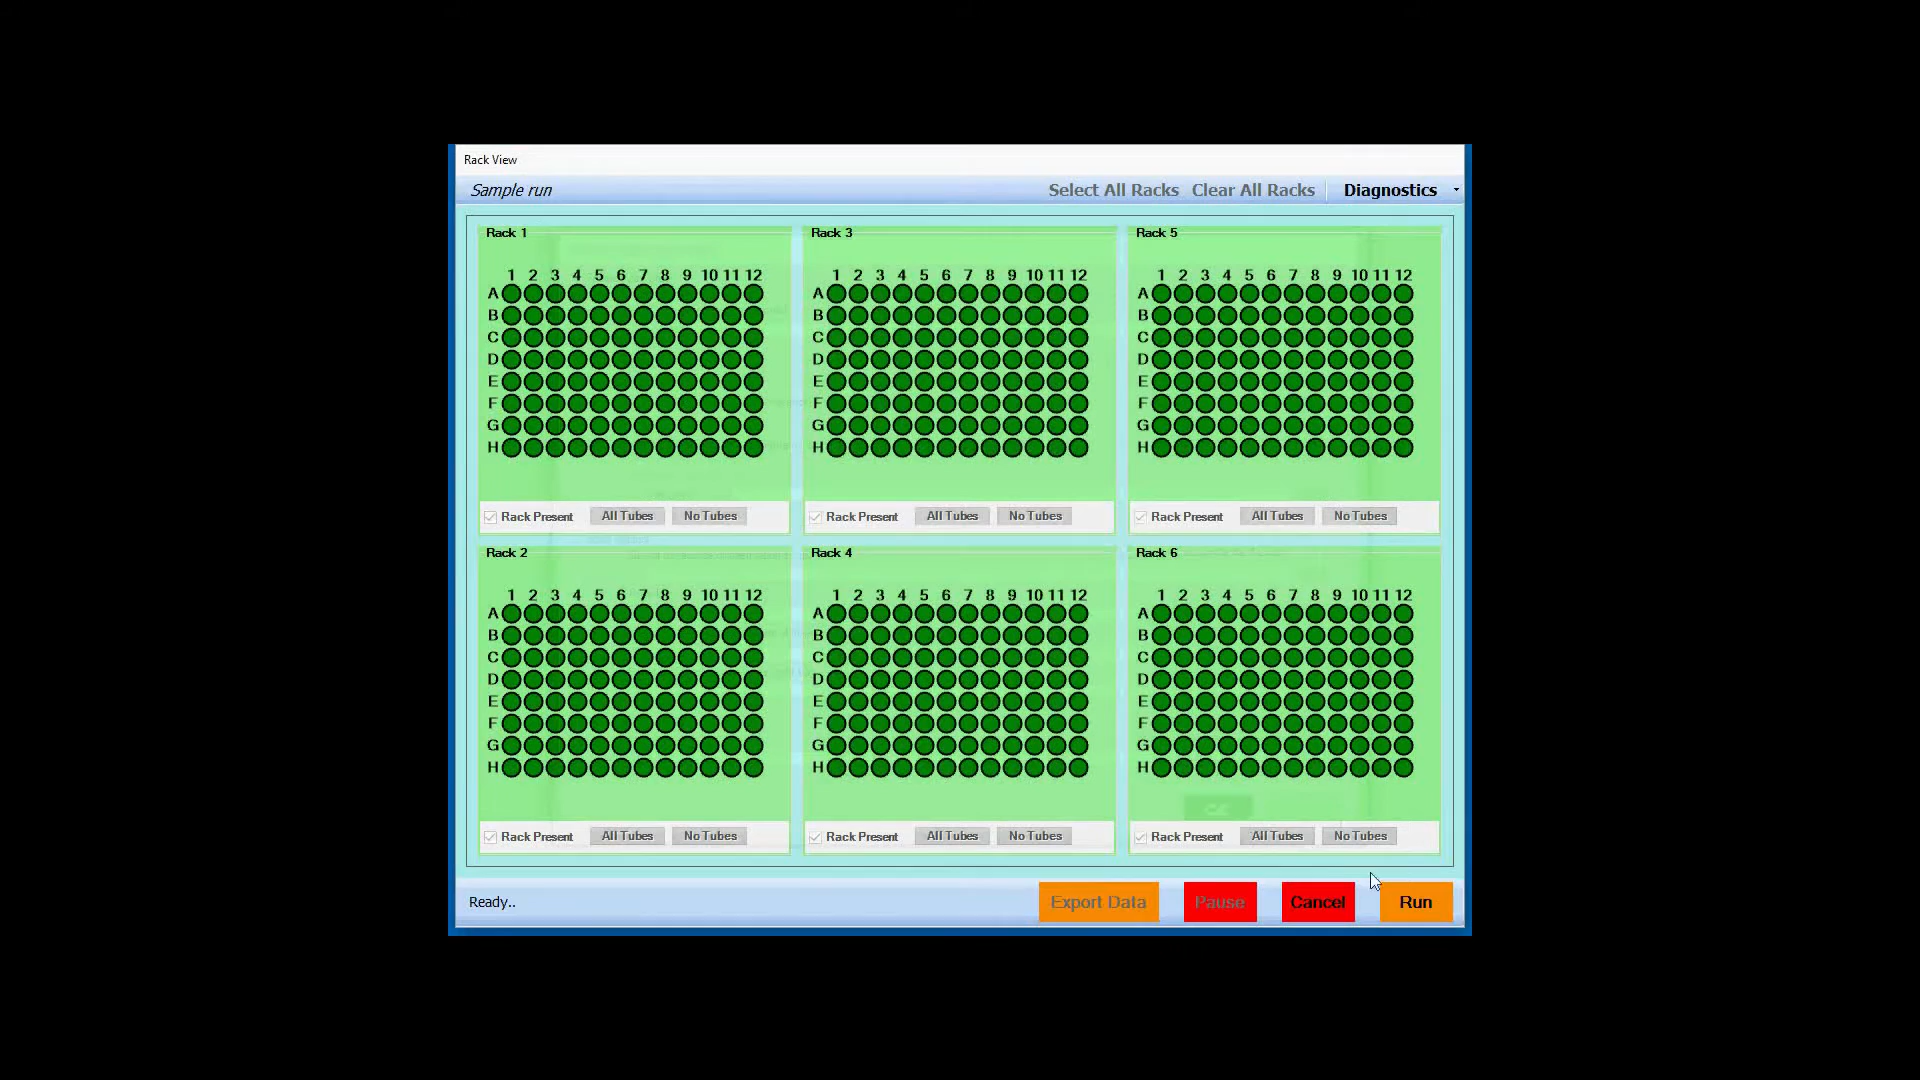 Rack View
Sample run Select All Racks Clear All Racks Diagnostics
Rack 1 Rack 3 Rack 5
1 2 3 4 5 6 7 8 9 10 11 12 1 2 3 4 5 6 7 8 9 10 11 12 1 2 3 4 5 6 7 8 9 10 11 12
A A A
B B B
C C C
D D D
E E E
F F F
G G G
H H H
Rack Present All Tubes No Tubes Rack Present All Tubes No Tubes Rack Present All Tubes No Tubes
Rack 2 Rack 4 Rack 6
1 2 3 4 5 6 7 8 9 10 11 12 1 2 3 4 5 6 7 8 9 10 11 12 1 2 3 4 5 6 7 8 9 10 11 12
A A A
B B B
C C C
D D D
E E E
F F F
G G G
H H H
Rack Present All Tubes No Tubes Rack Present All Tubes No Tubes Rack Present All Tubes No Tubes
Ready.. Export Data Pause Cancel Run